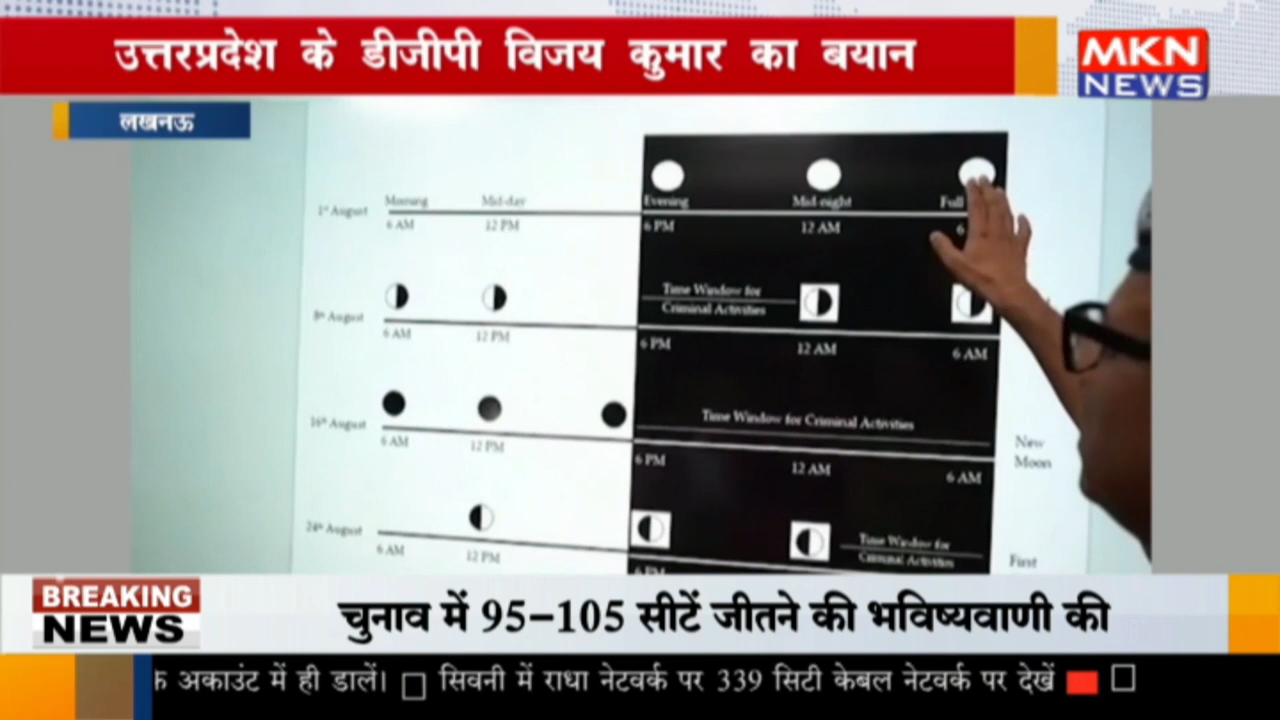 उत्तरप्रदेश के डीजीपी विजय कुमार का बयान
MKN
NEWS
लखनऊ
Morning
Mid-day
Evening
Mid-night
Full
1st August
6 AM
12 PM
6 PM
12 AM
6
Time Window for
Criminal Activities
8th August
6 AM
12 PM
6 PM
12 AM
6 AM
Time Window for Criminal Activities
16th August
6 AM
12 PM
6 PM
12 AM
6 AM
New
Moon
24th August
6 AM
12 PM
6 PM
Time Window for
Criminal Activities
First
BREAKING
NEWS
चुनाव में 95-105 सीटें जीतने की भविष्यवाणी की
अकाउंट में ही डालें। सिवनी में राधा नेटवर्क पर 339 सिटी केबल नेटवर्क पर देखें